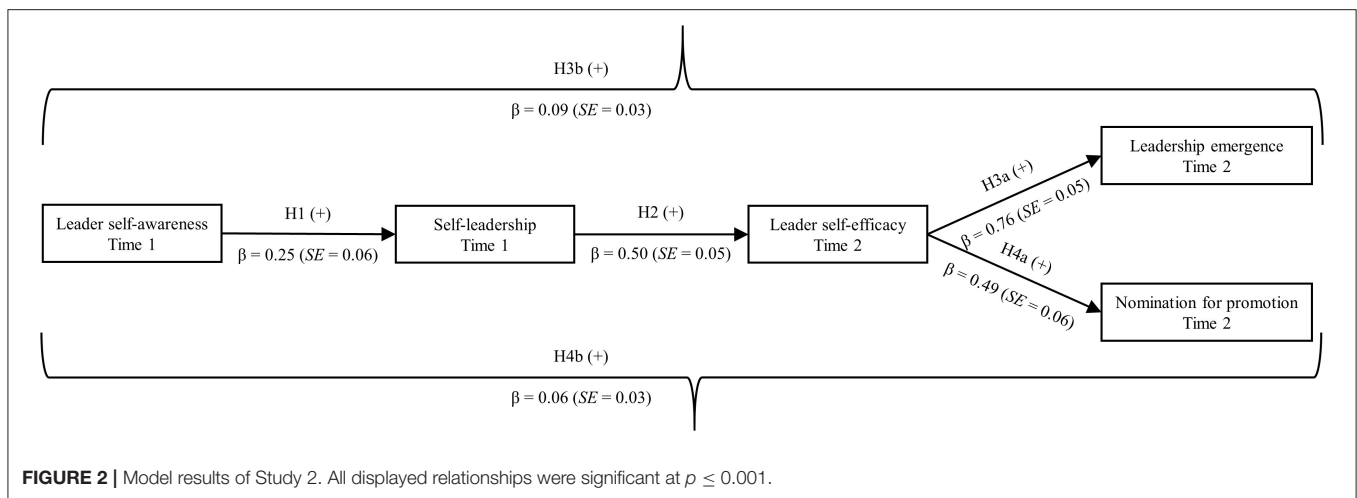 H3b (+)
β = 0.09 (SE = 0.03)
Leader self-awareness
Time 1
H1 (+)
β = 0.25 (SE = 0.06)
Self-leadership
Time 1
H2 (+)
β = 0.50 (SE = 0.05)
Leader self-efficacy
Time 2
H3a (+)
β = 0.76 (SE = 0.05)
H4a (+)
β = 0.49 (SE = 0.06)
Leadership emergence
Time 2
Nomination for promotion
Time 2
H4b (+)
β = 0.06 (SE = 0.03)
FIGURE 2 | Model results of Study 2. All displayed relationships were significant at p ≤ 0.001.